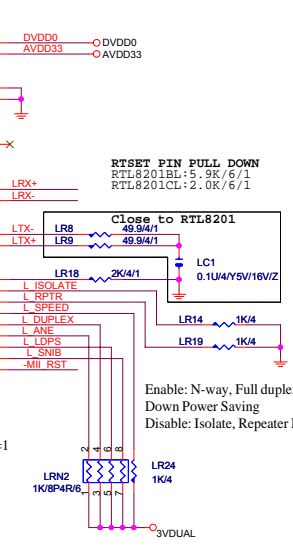 DVDD0 DVDD0
AVDD33 AVDD33
RTSET PIN PULL DOWN
RTL8201BL:5.9K/6/1
RTL8201CL:2.0K/6/1
LRX+
LRX-
Close to RTL8201
LTX- LR8 49.9/4/1
LTX+ LR9 49.9/4/1
LC1
0.1U/4/Y5V/16V/Z
LR18 2K/4/1
L_ISOLATE
L_RPTR
L_SPEED
L_DUPLEX
L_ANE
L_LDPS
L_SNIB
-MII_RST
LR14 1K/4
LR19 1K/4
Enable: N-way, Full duple
Down Power Saving
Disable: Isolate, Repeater
=1
2 4 6 8
LRN2
1K/8P4R/6
LR24
1K/4
1 3 5 7
3VDUAL